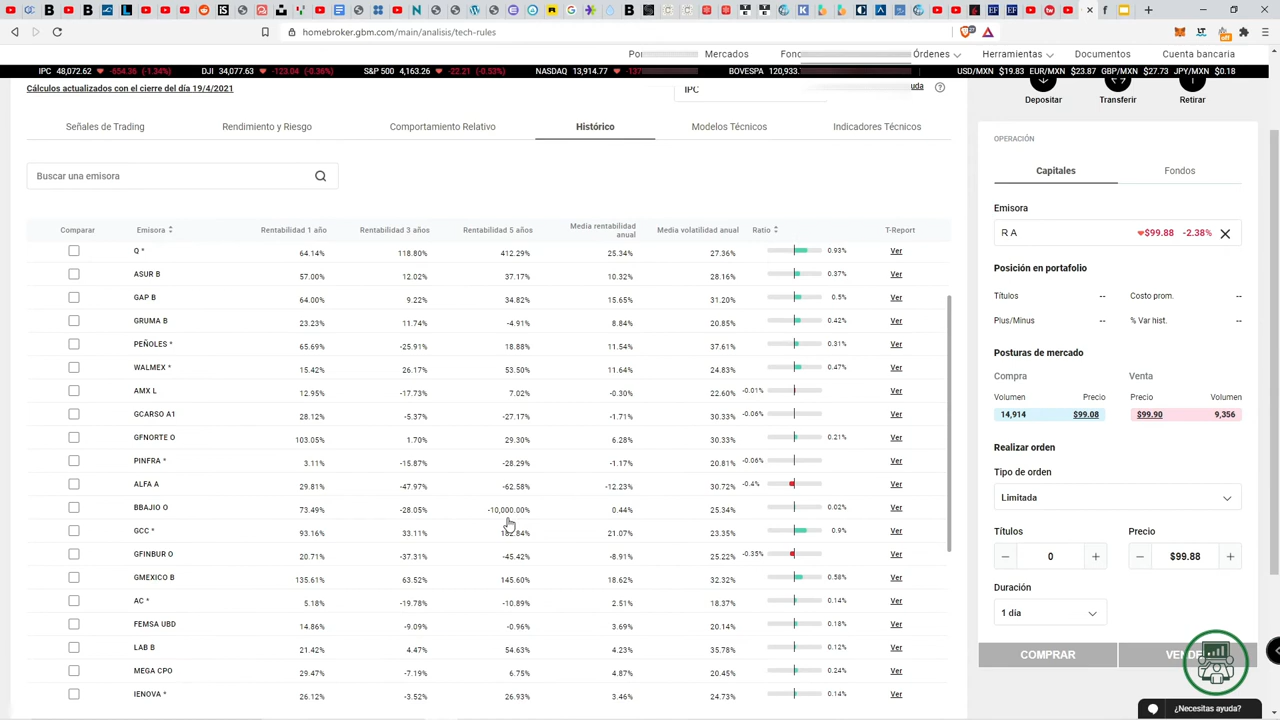 homebroker.gbm.com/main/analisis/tech-rules
Mercados
Órdenes
Herramientas
Documentos
Cuenta bancaria
IPC 48,072.62 -654.36 (-1.34%) DJI 34,077.63 -123.04 (-0.36%) S&P 500 4,163.26 -22.21 (-0.53%) NASDAQ 13,914.77 BOVESPA 120,933. USD/MXN $19.83 EUR/MXN $23.87 GBP/MXN $27.73 JPY/MXN $0.18
Cálculos actualizados con el cierre del día 19/4/2021
IPC
Depositar
Transferir
Retirar
Señales de Trading
Rendimiento y Riesgo
Comportamiento Relativo
Histórico
Modelos Técnicos
Indicadores Técnicos
Buscar una emisora
Comparar Emisora Rentabilidad 1 año Rentabilidad 3 años Rentabilidad 5 años Media rentabilidad anual Media volatilidad anual Ratio T-Report
Q * 64.14% 118.80% 412.29% 25.34% 27.36% 0.93% Ver
ASUR B 57.00% 12.02% 37.17% 10.32% 28.16% 0.37% Ver
GAP B 64.00% 9.22% 34.82% 15.65% 31.20% 0.5% Ver
GRUMA B 23.23% 11.74% -4.91% 8.84% 20.85% 0.42% Ver
PEÑOLES * 65.69% -25.91% 18.88% 11.54% 37.61% 0.31% Ver
WALMEX * 15.42% 26.17% 53.50% 11.64% 24.83% 0.47% Ver
AMX L 12.95% -17.73% 7.02% -0.30% 22.60% -0.01% Ver
GCARSO A1 28.12% -5.37% -27.17% -1.71% 30.33% -0.06% Ver
GFNORTE O 103.05% 1.70% 29.30% 6.28% 30.33% 0.21% Ver
PINFRA * 3.11% -15.87% -28.29% -1.17% 20.81% -0.06% Ver
ALFA A 29.81% -47.97% -62.58% -12.23% 30.72% -0.4% Ver
BBAJIO O 73.49% -28.05% -10,000.00% 0.44% 25.34% 0.02% Ver
GCC * 93.16% 33.11% 182.84% 21.07% 23.35% 0.9% Ver
GFINBUR O 20.71% -37.31% -45.42% -8.91% 25.22% -0.35% Ver
GMEXICO B 135.61% 63.52% 145.60% 18.62% 32.32% 0.58% Ver
AC * 5.18% -19.78% -10.89% 2.51% 18.37% 0.14% Ver
FEMSA UBD 14.86% -9.09% -0.96% 3.69% 20.14% 0.18% Ver
LAB B 21.42% 4.47% 54.63% 4.23% 35.78% 0.12% Ver
MEGA CPO 29.47% -7.19% 6.75% 4.87% 20.45% 0.24% Ver
IENOVA * 26.12% -3.52% 26.93% 3.46% 24.73% 0.14% Ver
OPERACIÓN
Capitales Fondos
Emisora
R A $99.88 -2.38%
Posición en portafolio
Títulos -- Costo prom. --
Plus/Minus -- % Var hist. --
Posturas de mercado
Compra Venta
Volumen Precio Precio Volumen
14,914 $99.08 $99.90 9,356
Realizar orden
Tipo de orden
Limitada
Títulos Precio
0 $99.88
Duración
1 día
COMPRAR
¿Necesitas ayuda?